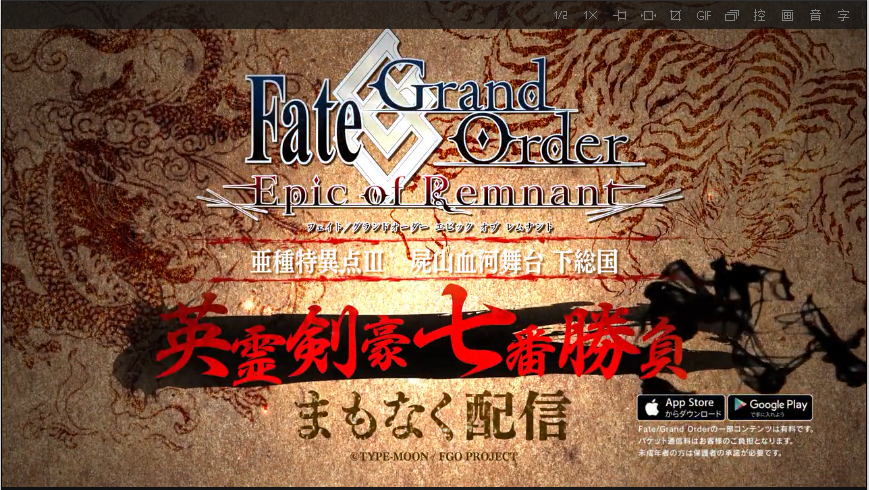 1/2 1X GIF 控 画 音 字
Fate
Grand
Order
Epic of Remnant
フェイト/グランドオーダー エピック オブ レムナント
亜種特異点Ⅲ 屍山血河舞台 下総国
英霊剣豪七番勝負
まもなく配信
©TYPE-MOON / FGO PROJECT
App Store
からダウンロード
Google Play
で手に入れよう
Fate/Grand Orderの一部コンテンツは有料です。
パケット通信料はお客様のご負担となります。
未成年者の方は保護者の承諾が必要です。